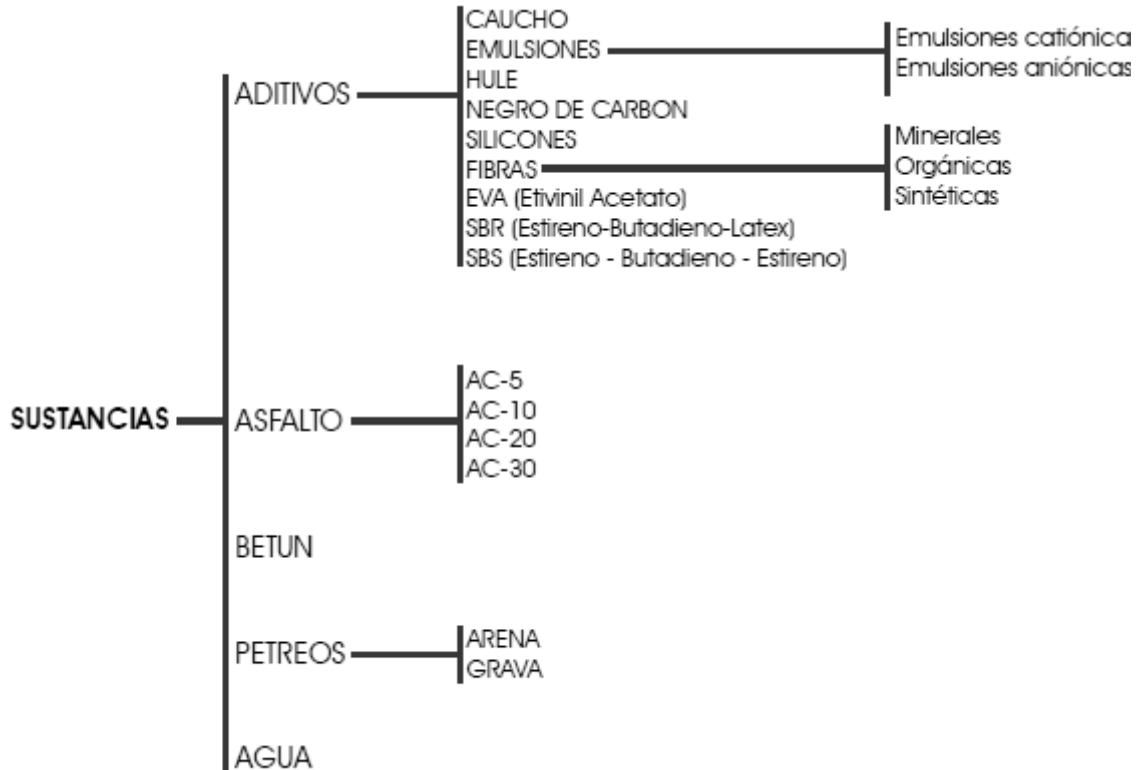 SUSTANCIAS
ADITIVOS
CAUCHO
EMULSIONES
Emulsiones catiónica
Emulsiones aniónicas
HULE
NEGRO DE CARBON
SILICONES
FIBRAS
Minerales
Orgánicas
Sintéticas
EVA (Etivinil Acetato)
SBR (Estireno-Butadieno-Latex)
SBS (Estireno - Butadieno - Estireno)
ASFALTO
AC-5
AC-10
AC-20
AC-30
BETUN
PETREOS
ARENA
GRAVA
AGUA